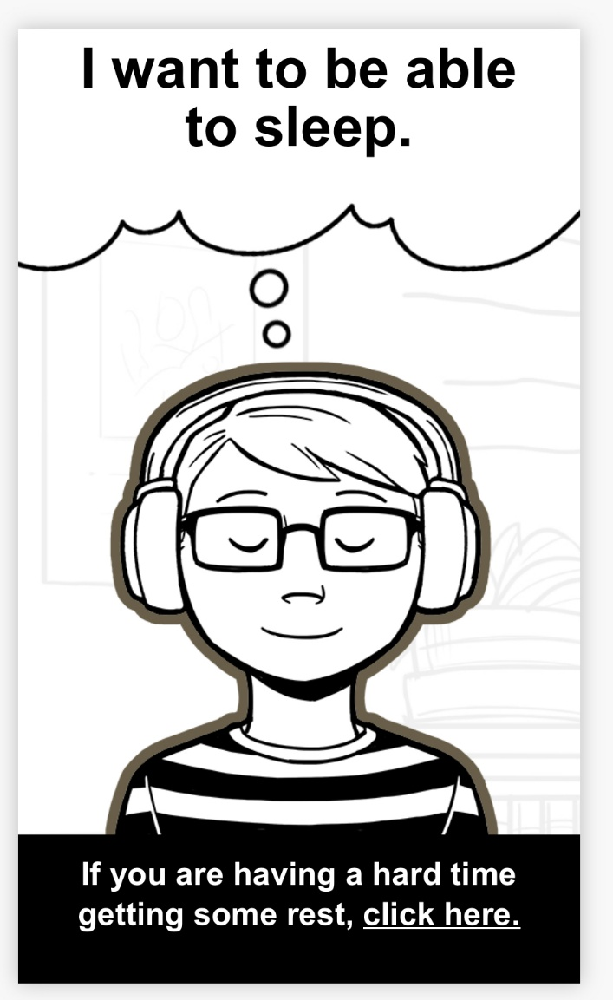 I want to be able
to sleep.
If you are having a hard time
getting some rest, click here.